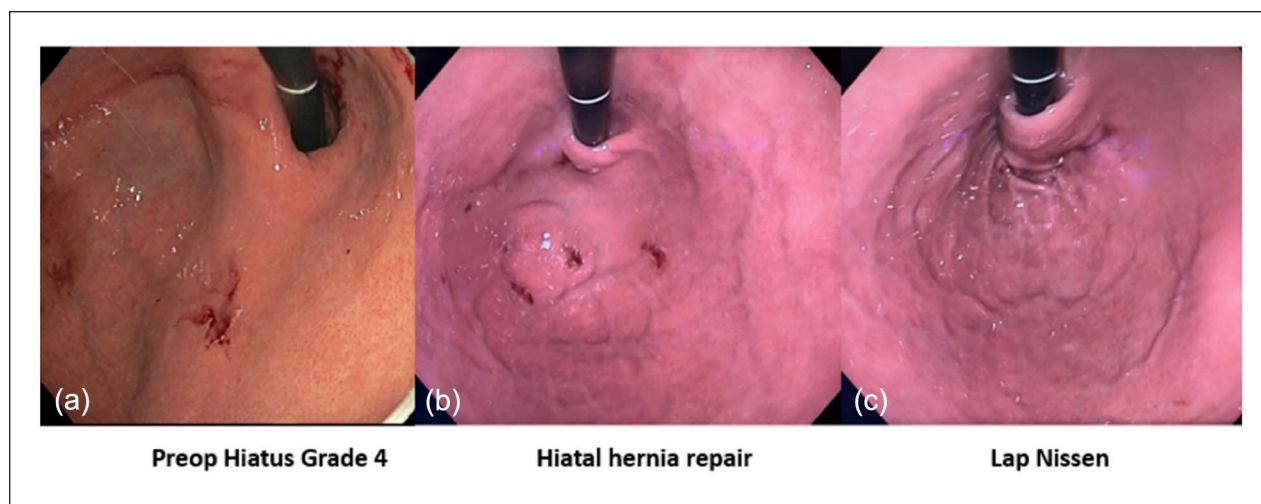 (a)
(b)
(c)
Preop Hiatus Grade 4
Hiatal hernia repair
Lap Nissen